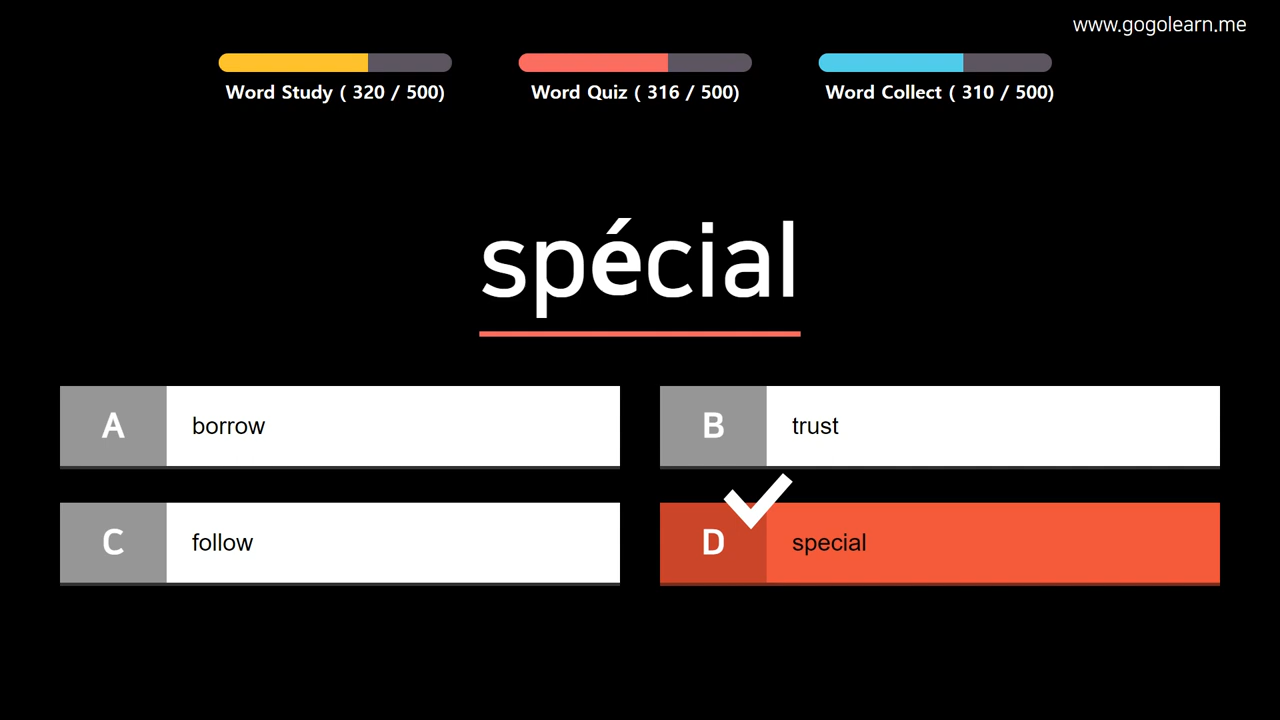 www.gogolearn.me
Word Study ( 320 / 500)
Word Quiz ( 316 / 500)
Word Collect ( 310 / 500)
spécial
A borrow
B trust
C follow
D special